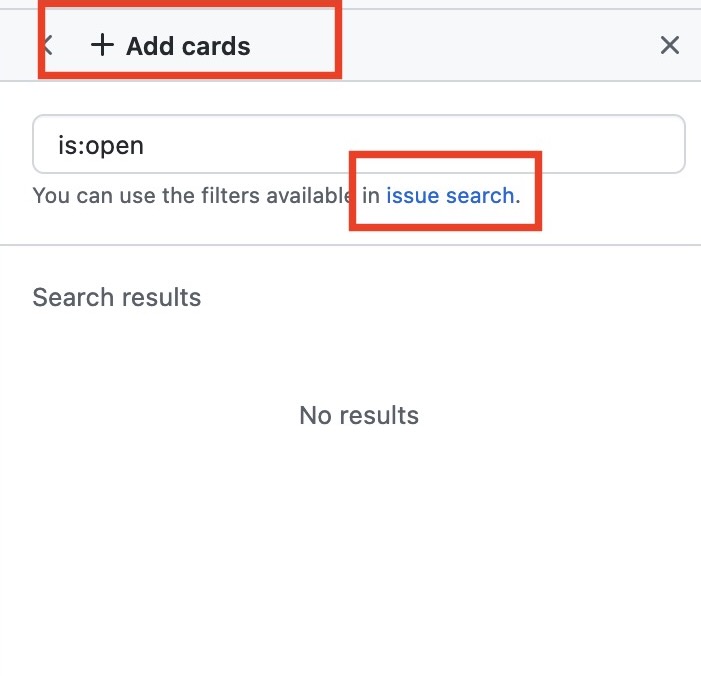 + Add cards
is:open
You can use the filters available in issue search.
Search results
No results